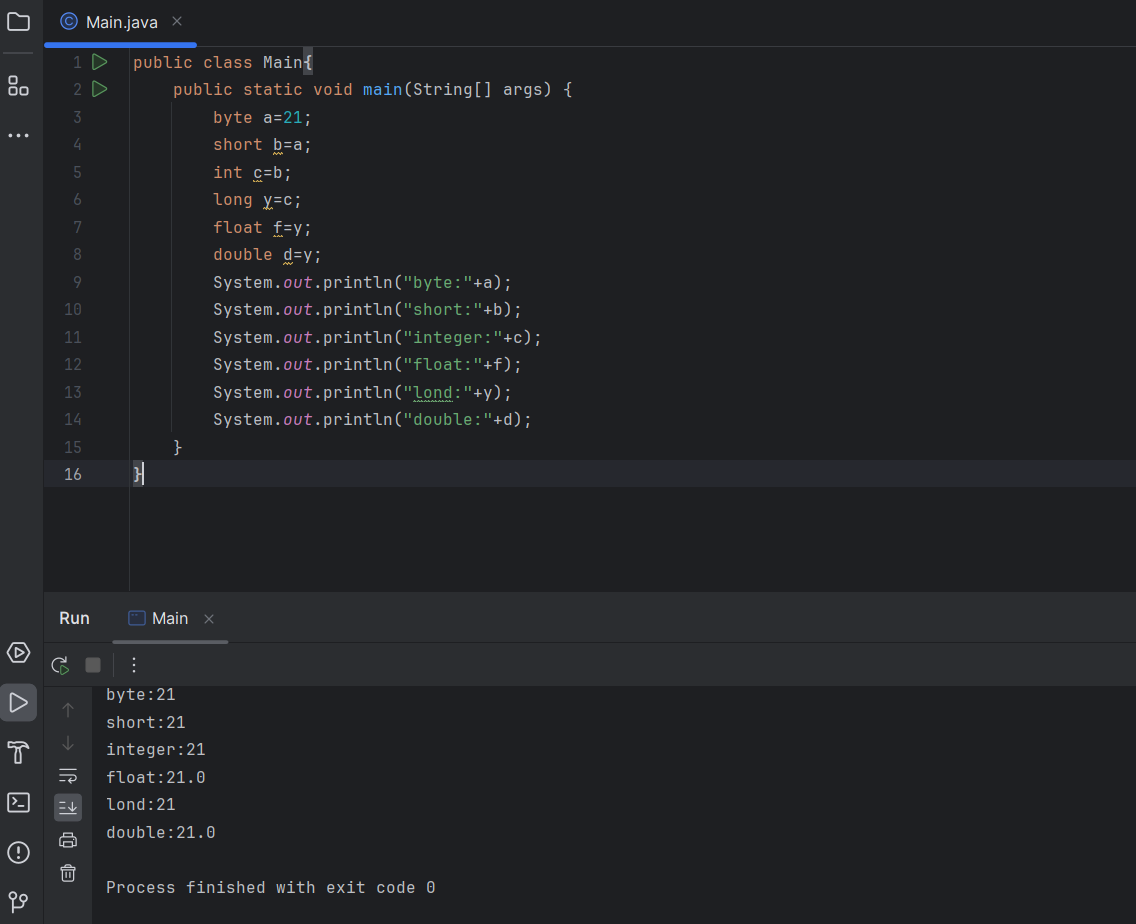 Main.java
1 public class Main{
2     public static void main(String[] args) {
3         byte a=21;
4         short b=a;
5         int c=b;
6         long y=c;
7         float f=y;
8         double d=y;
9         System.out.println("byte:"+a);
10         System.out.println("short:"+b);
11         System.out.println("integer:"+c);
12         System.out.println("float:"+f);
13         System.out.println("lond:"+y);
14         System.out.println("double:"+d);
15     }
16 }
Run Main
byte:21
short:21
integer:21
float:21.0
lond:21
double:21.0
Process finished with exit code 0